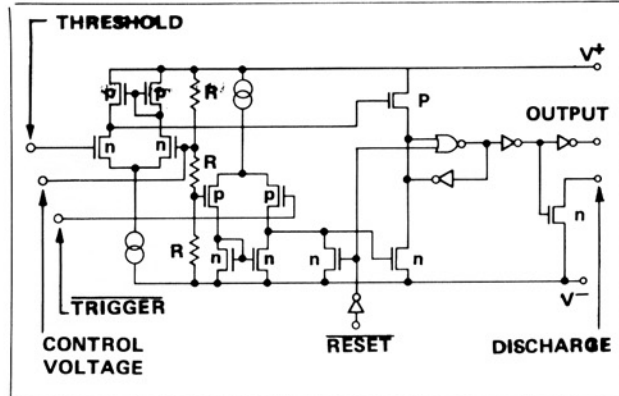 THRESHOLD
V+
p p R
P
OUTPUT
n n
R
p p
n
R n n n n
TRIGGER
V−
CONTROL
VOLTAGE
RESET
DISCHARGE